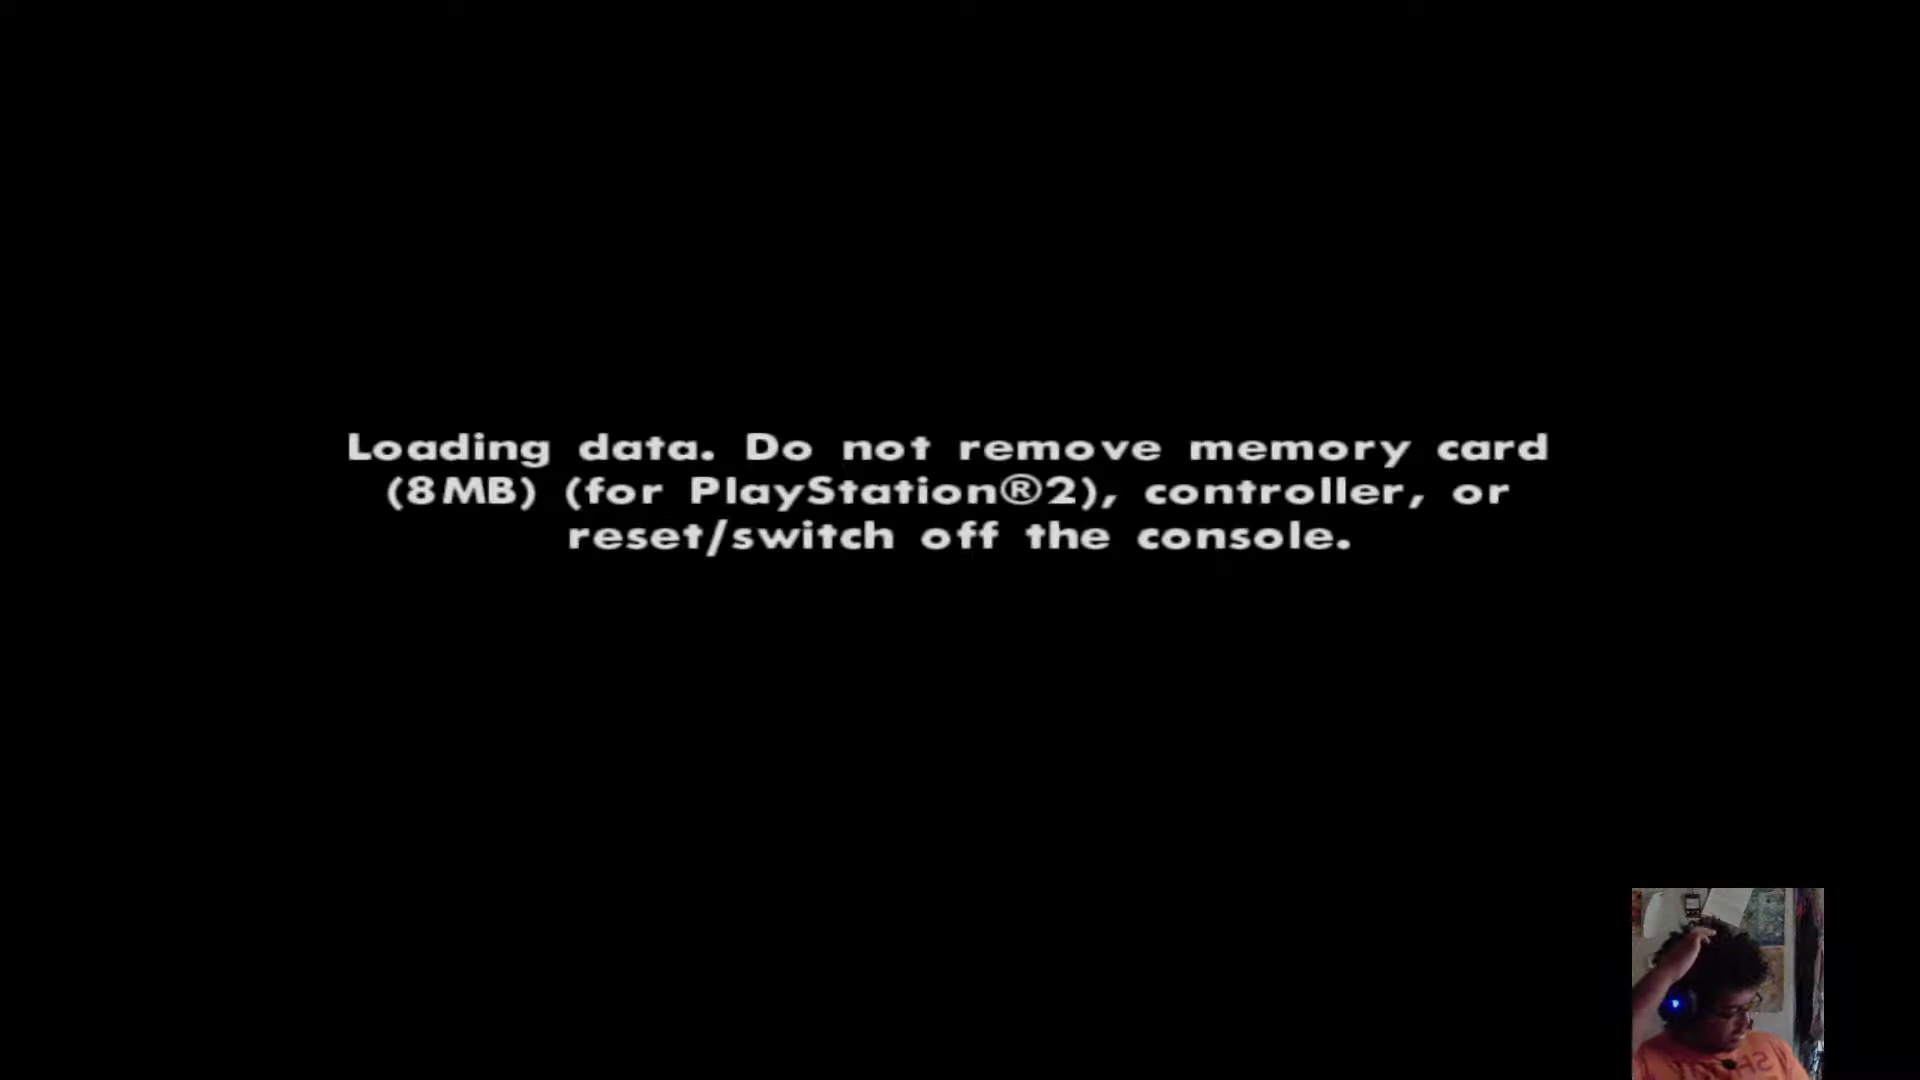 Loading data. Do not remove memory card
(8MB) (for PlayStation®2), controller, or
reset/switch off the console.